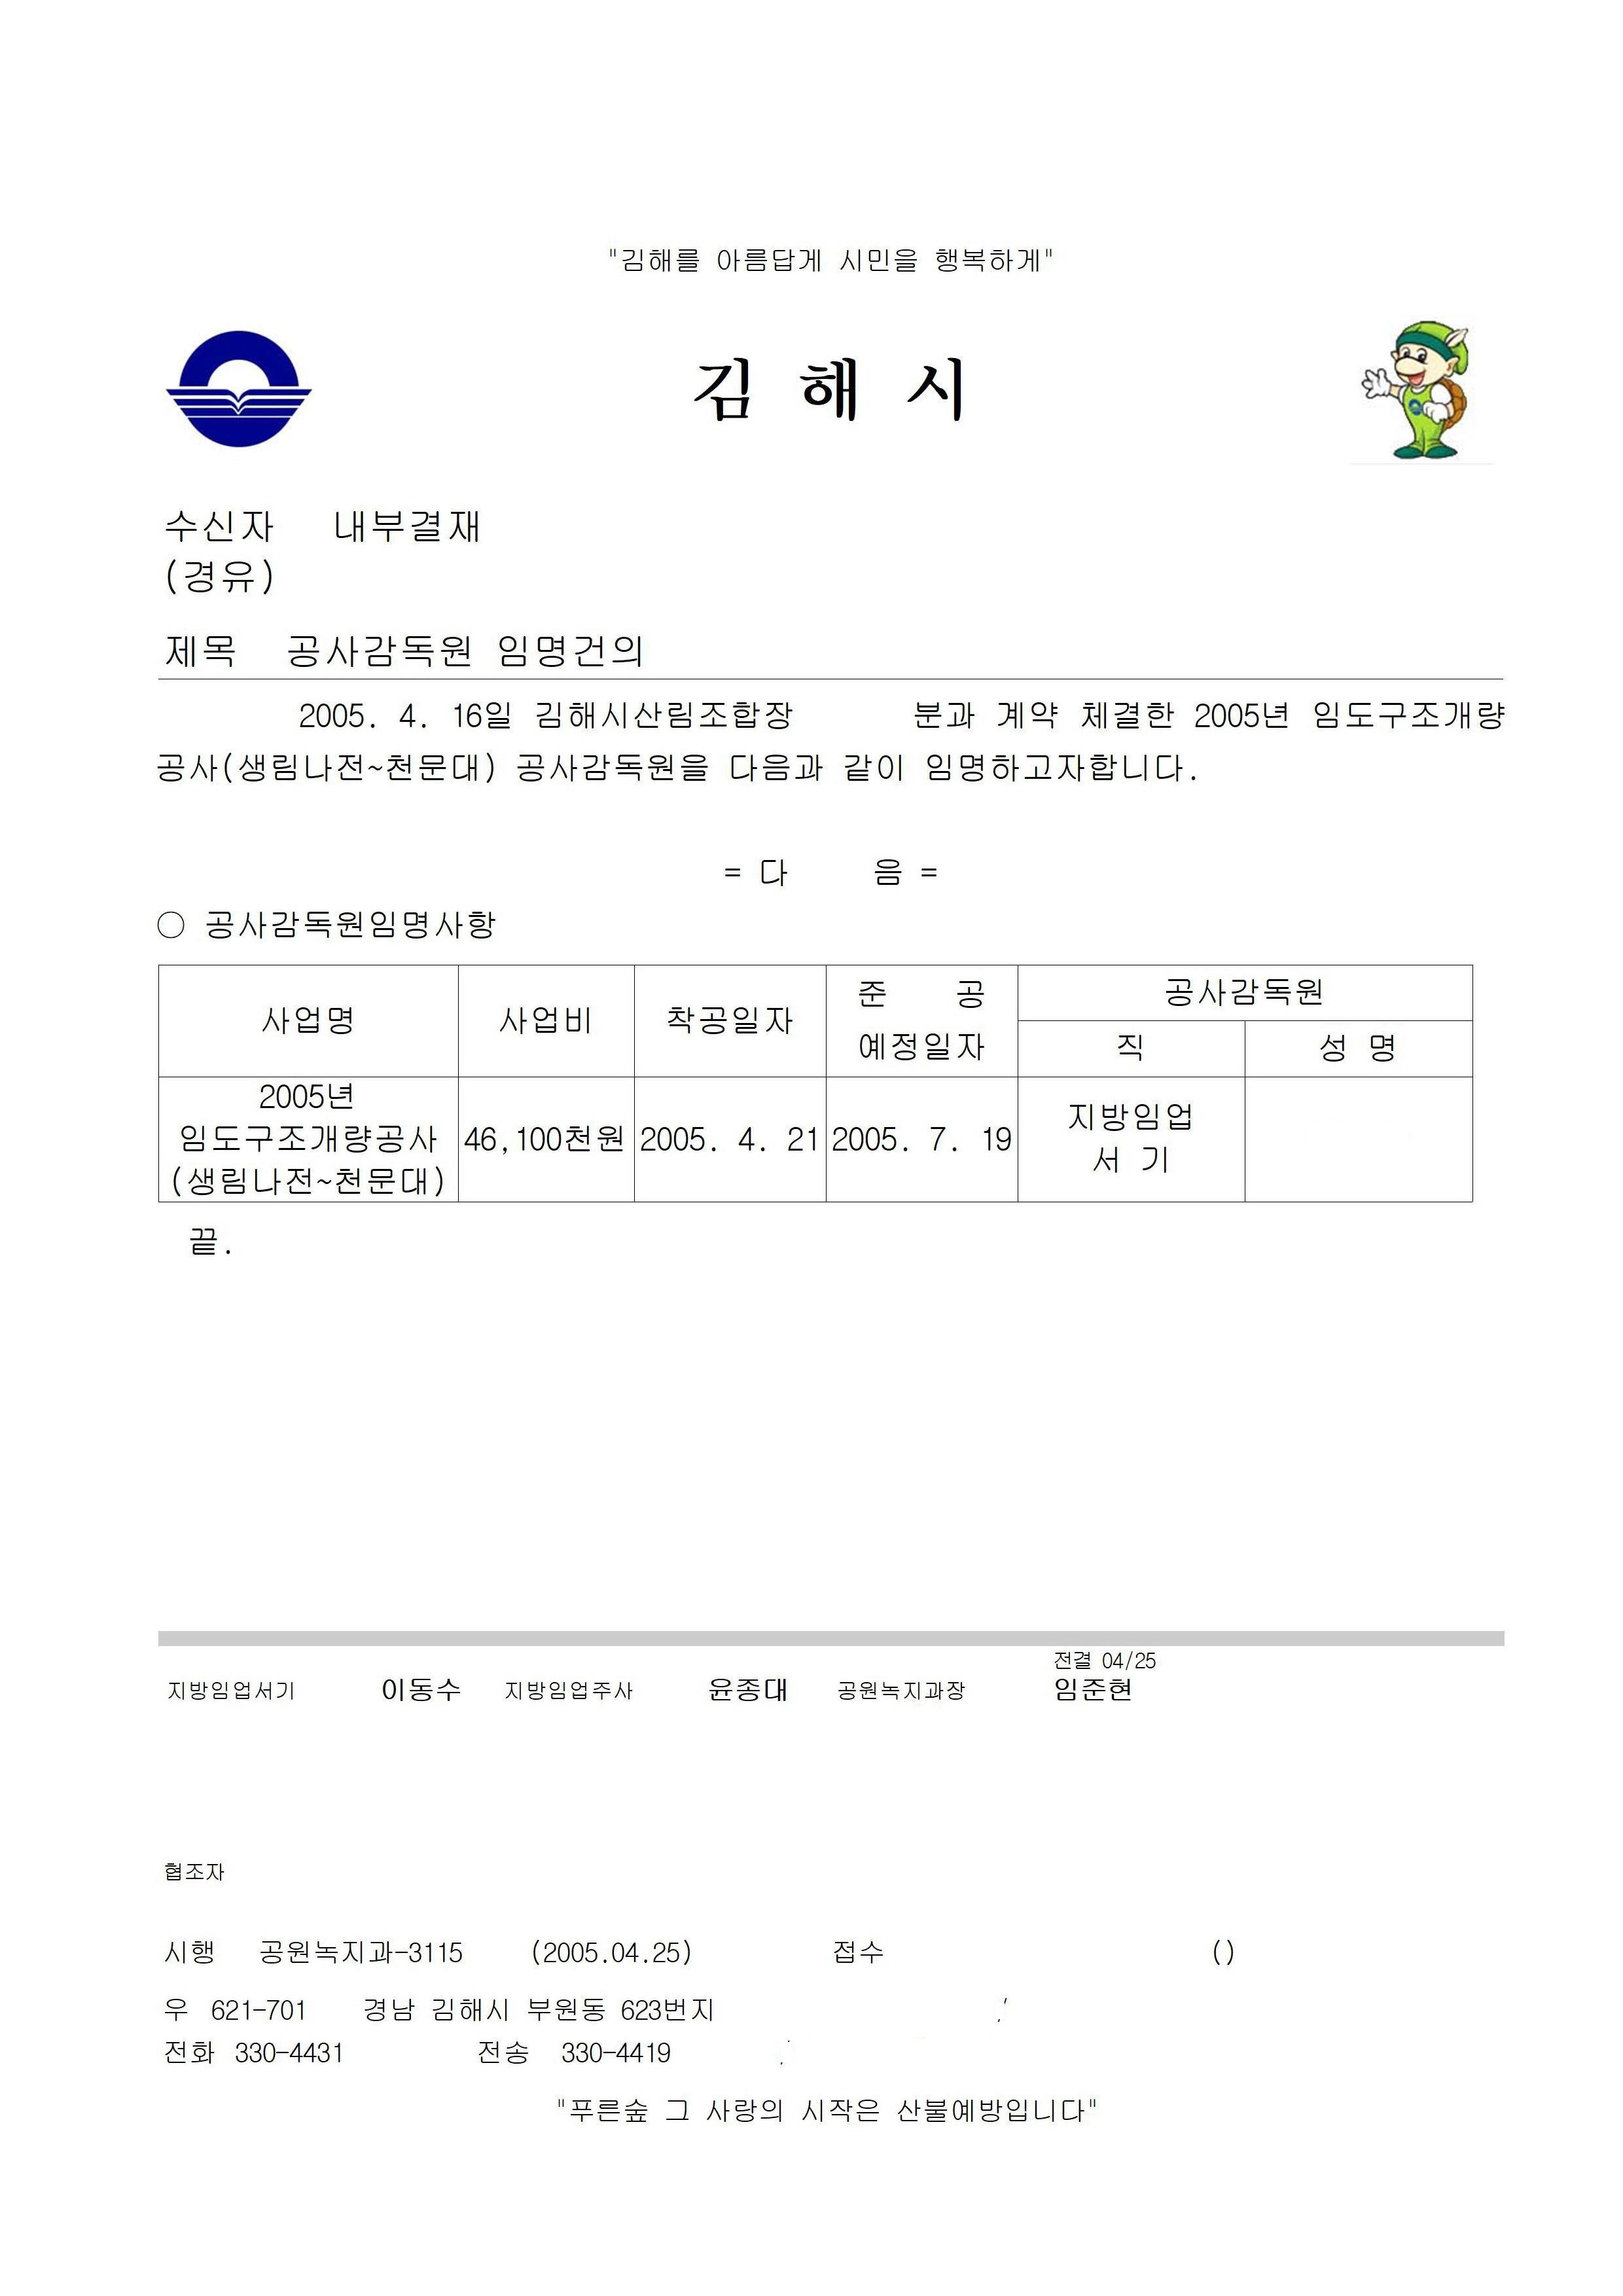 "김해를 아름답게 시민을 행복하게"
김 해 시
수신자 내부결재
(경유)
제목 공사감독원 임명건의
2005. 4. 16일 김해시산림조합장 분과 계약 체결한 2005년 임도구조개량
공사(생림나전~천문대) 공사감독원을 다음과 같이 임명하고자합니다.
= 다 음 =
○ 공사감독원임명사항
사업명 사업비 착공일자 준 공 공사감독원
예정일자 직 성 명
2005년
임도구조개량공사 46,100천원 2005. 4. 21 2005. 7. 19 지방임업
(생림나전~천문대) 서 기
끝.
전결 04/25
지방임업서기 이동수 지방임업주사 윤종대 공원녹지과장 임준현
협조자
시행 공원녹지과-3115 (2005.04.25) 접수 ()
우 621-701 경남 김해시 부원동 623번지 /
전화 330-4431 전송 330-4419 /
"푸른숲 그 사랑의 시작은 산불예방입니다"